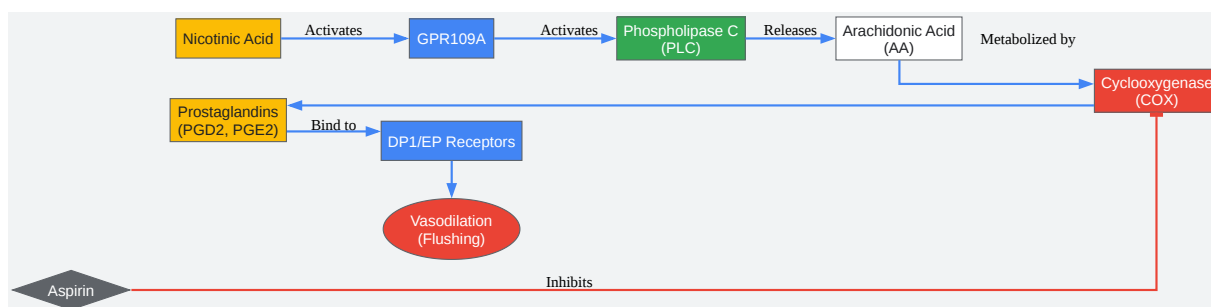 Nicotinic Acid
Activates
GPR109A
Activates
Phospholipase C
(PLC)
Releases
Arachidonic Acid
(AA)
Metabolized by
Cyclooxygenase
(COX)
Prostaglandins
(PGD2, PGE2)
Bind to
DP1/EP Receptors
Vasodilation
(Flushing)
Aspirin
Inhibits